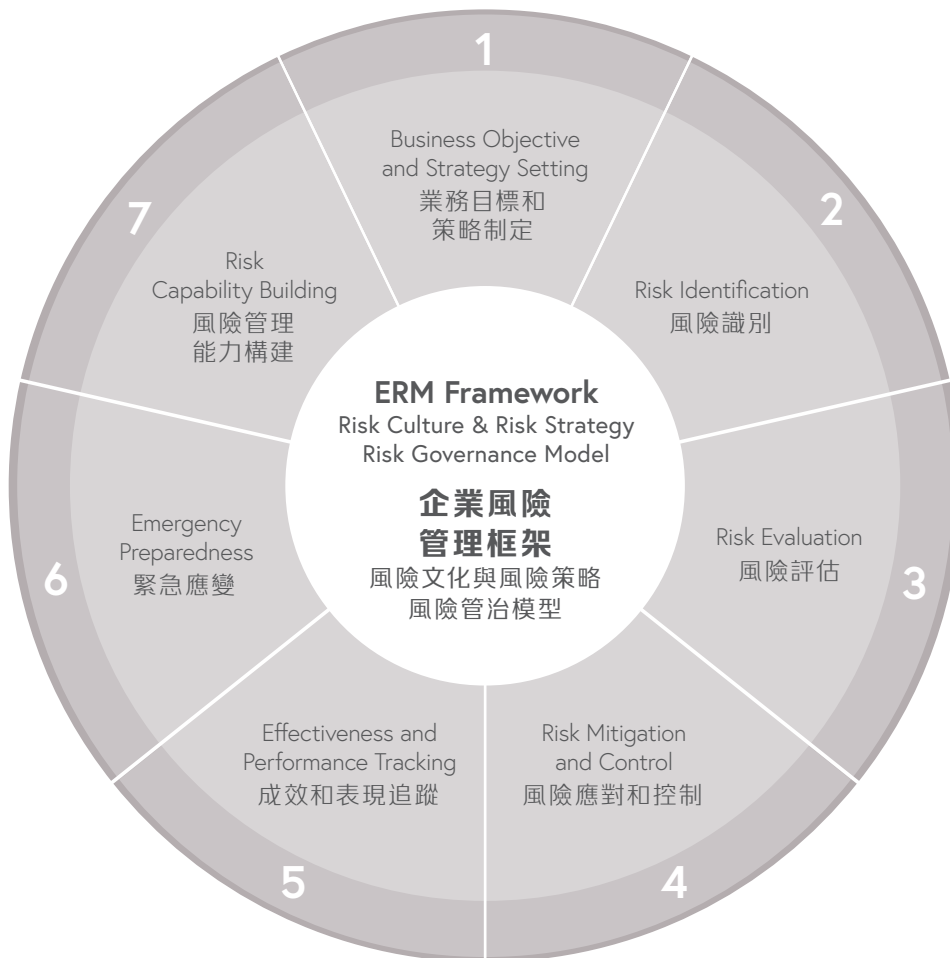 1
Business Objective
and Strategy Setting
業務目標和
策略制定
2
Risk Identification
風險識別
3
Risk Evaluation
風險評估
4
Risk Mitigation
and Control
風險應對和控制
5
Effectiveness and
Performance Tracking
成效和表現追蹤
6
Emergency
Preparedness
緊急應變
7
Risk
Capability Building
風險管理
能力構建
ERM Framework
Risk Culture & Risk Strategy
Risk Governance Model
企業風險
管理框架
風險文化與風險策略
風險管治模型